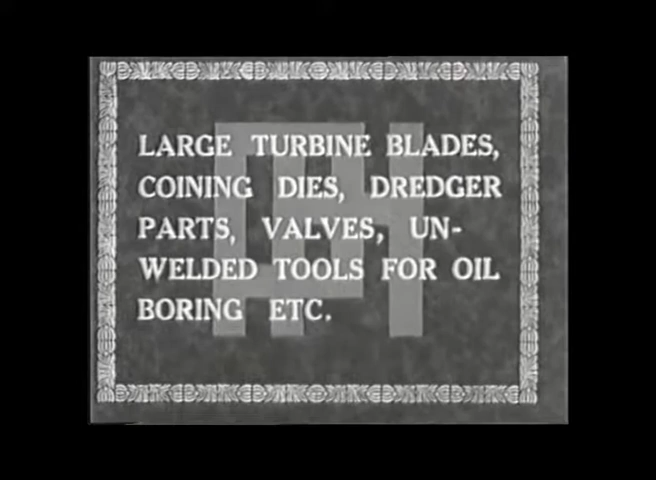 LARGE TURBINE BLADES,
COINING DIES, DREDGER
PARTS, VALVES, UN-
WELDED TOOLS FOR OIL
BORING ETC.